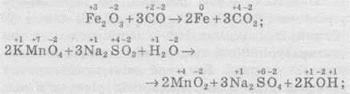 +3 -2 +2-2 0 +4-2
Fe₂O₃+3CO→2Fe+3CO₂;
+1 +7 -2 +1 +4-2 +1 -2
2KMnO₄+3Na₂SO₂+H₂O→
+4 -2 +1 +6-2 +1-2+1
→2MnO₂+3Na₂SO₄+2KOH;